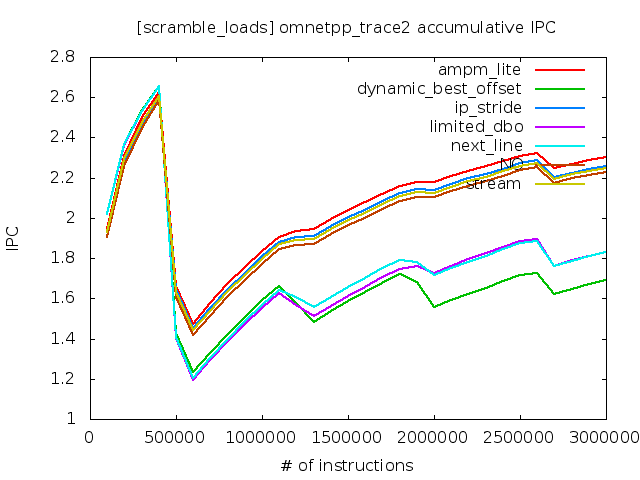 [scramble_loads] omnetpp_trace2 accumulative IPC
2.8
2.6
2.4
2.2
2
1.8
1.6
1.4
1.2
1
IPC
ampm_lite
dynamic_best_offset
ip_stride
limited_dbo
next_line
NO
stream
0 500000 1000000 1500000 2000000 2500000 3000000
# of instructions